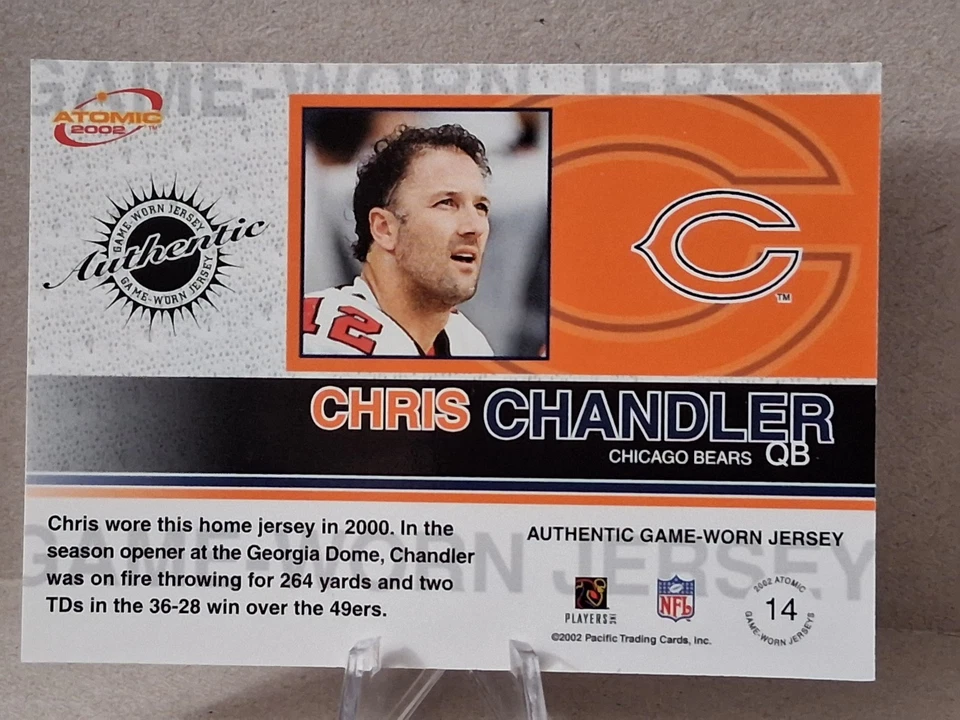 GAME-WORN JERSEY
ATOMIC
2002 TM
GAME-WORN JERSEY
Authentic
GAME-WORN JERSEY
12
TM
CHRIS CHANDLER
CHICAGO BEARS QB
Chris wore this home jersey in 2000. In the
season opener at the Georgia Dome, Chandler
was on fire throwing for 264 yards and two
TDs in the 36-28 win over the 49ers.
AUTHENTIC GAME-WORN JERSEY
GAME-WORN JERSEY
PLAYERS INC
NFL
2002 ATOMIC
14
GAME-WORN JERSEYS
©2002 Pacific Trading Cards, Inc.